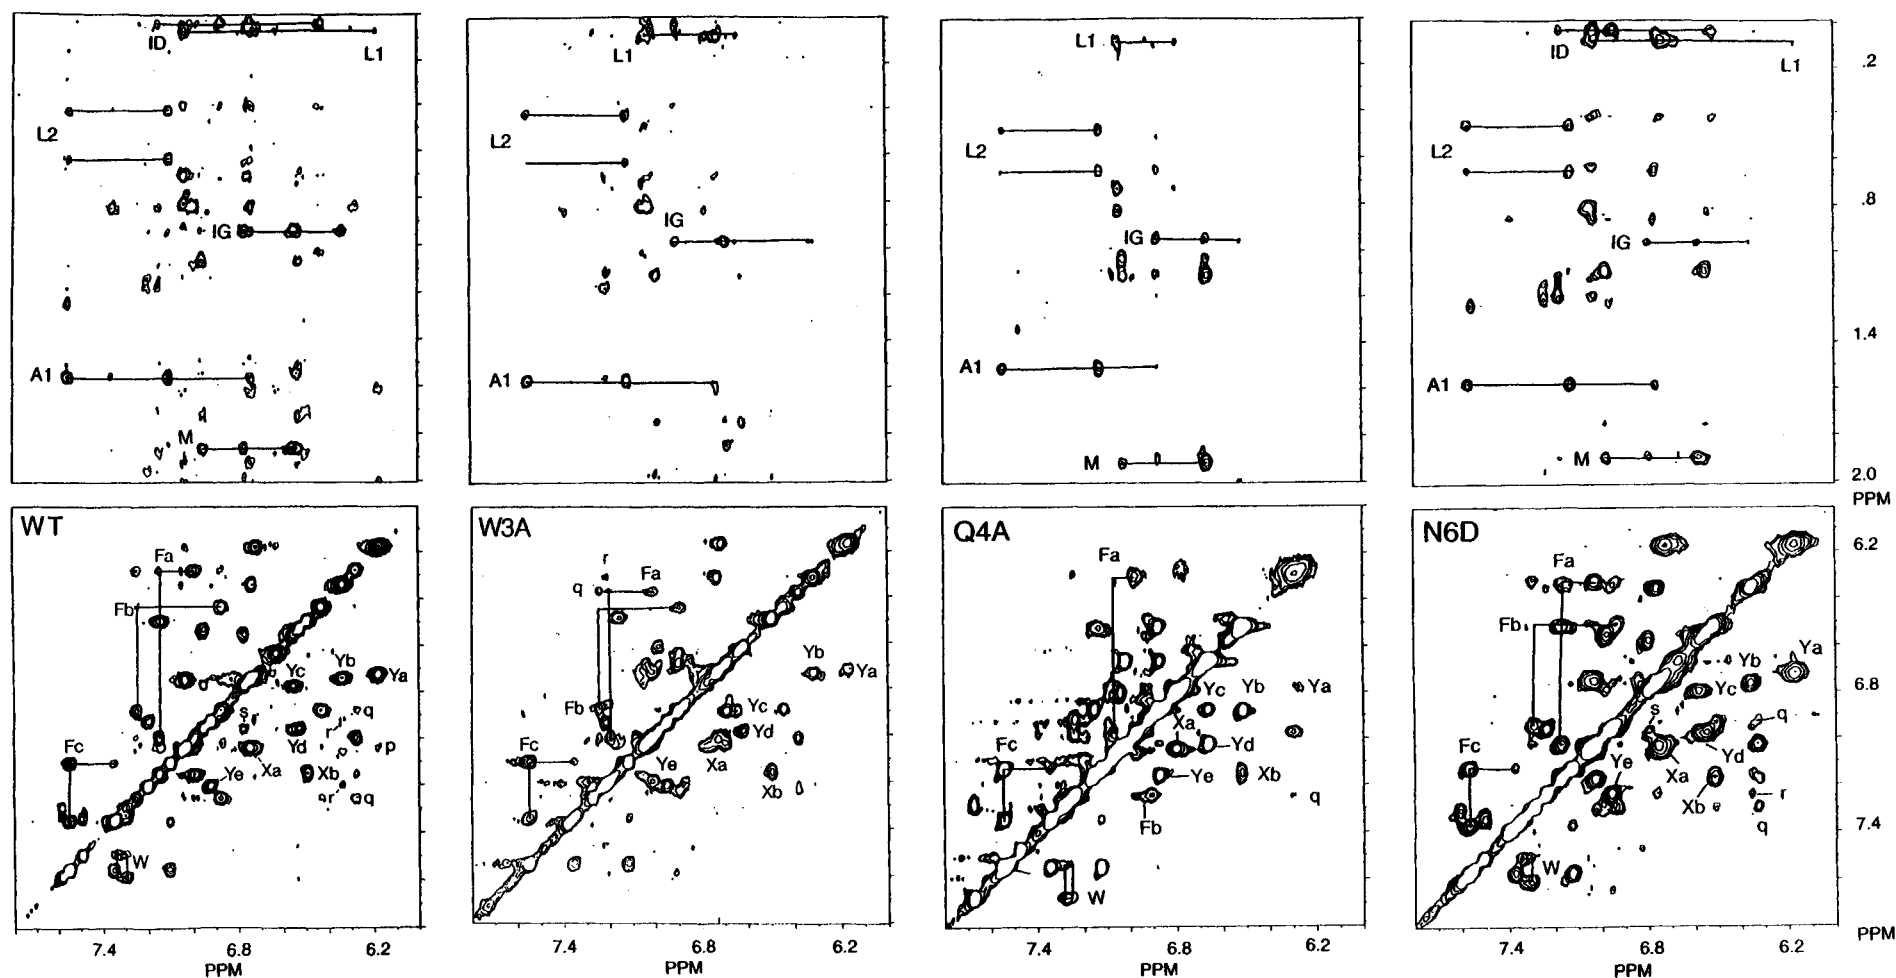 ID
L1
L2
IG
A1
M
L1
L2
IG
A1
L1
L2
IG
A1
M
ID
L1
L2
IG
A1
M
.2
.8
1.4
2.0
PPM
WT
Fa
Fb
Yc
Yb
Ya
s
q
r
Fc
Yd
p
Ye
Xa
Xb
r
q
W
7.4
6.8
6.2
PPM
W3A
r
q
Fa
Yb
Ya
Fb
Yc
Yd
Fc
Ye
Xa
Xb
7.4
6.8
6.2
PPM
Q4A
Fa
Yc
Yb
Ya
Xa
Fc
Yd
Ye
Xb
q
Fb
W
7.4
6.8
6.2
PPM
N6D
Fa
Fb
Ya
Yb
Yc
s
q
Fc
Yd
Ye
Xa
Xb
r
q
W
6.2
6.8
7.4
PPM
7.4
6.8
6.2
PPM